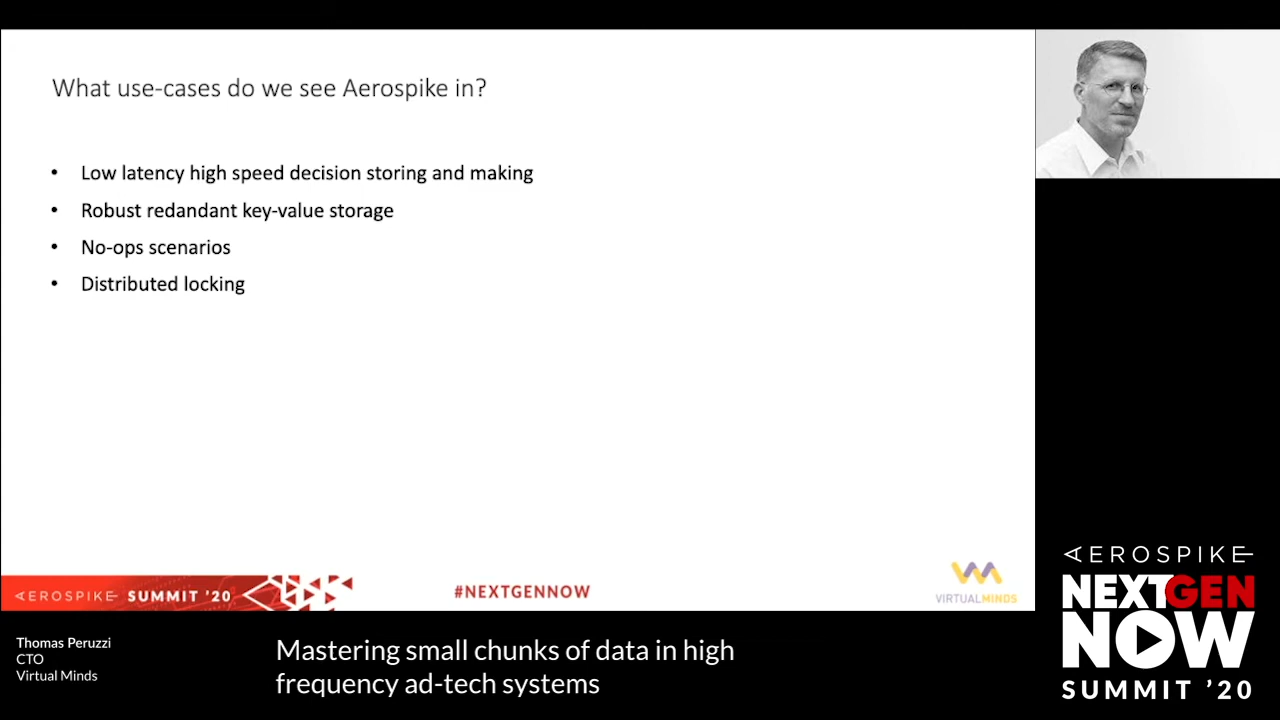 What use-cases do we see Aerospike in?
• Low latency high speed decision storing and making
• Robust redandant key-value storage
• No-ops scenarios
• Distributed locking
AEROSPIKE SUMMIT '20
#NEXTGENNOW
VIRTUALMINDS
Thomas Peruzzi
CTO
Virtual Minds
Mastering small chunks of data in high
frequency ad-tech systems
AEROSPIKE
NEXTGEN
NOW
SUMMIT '20